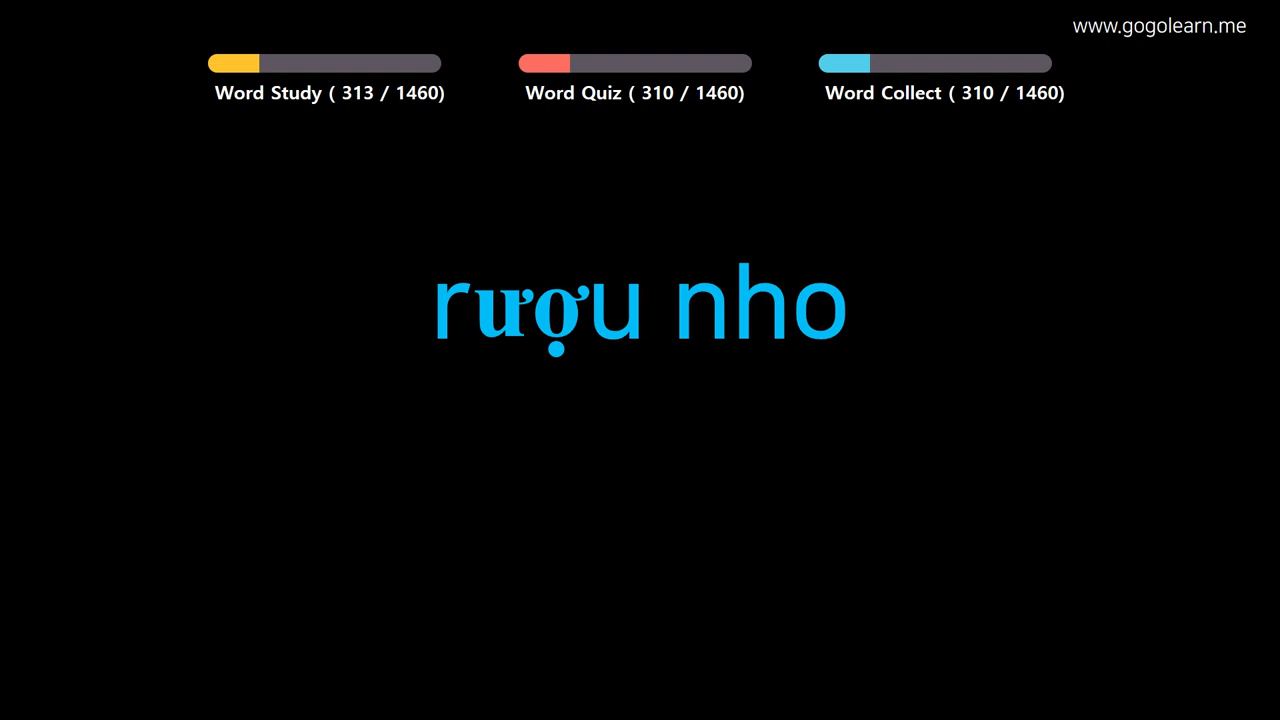 www.gogolearn.me
Word Study ( 313 / 1460)
Word Quiz ( 310 / 1460)
Word Collect ( 310 / 1460)
rượu nho